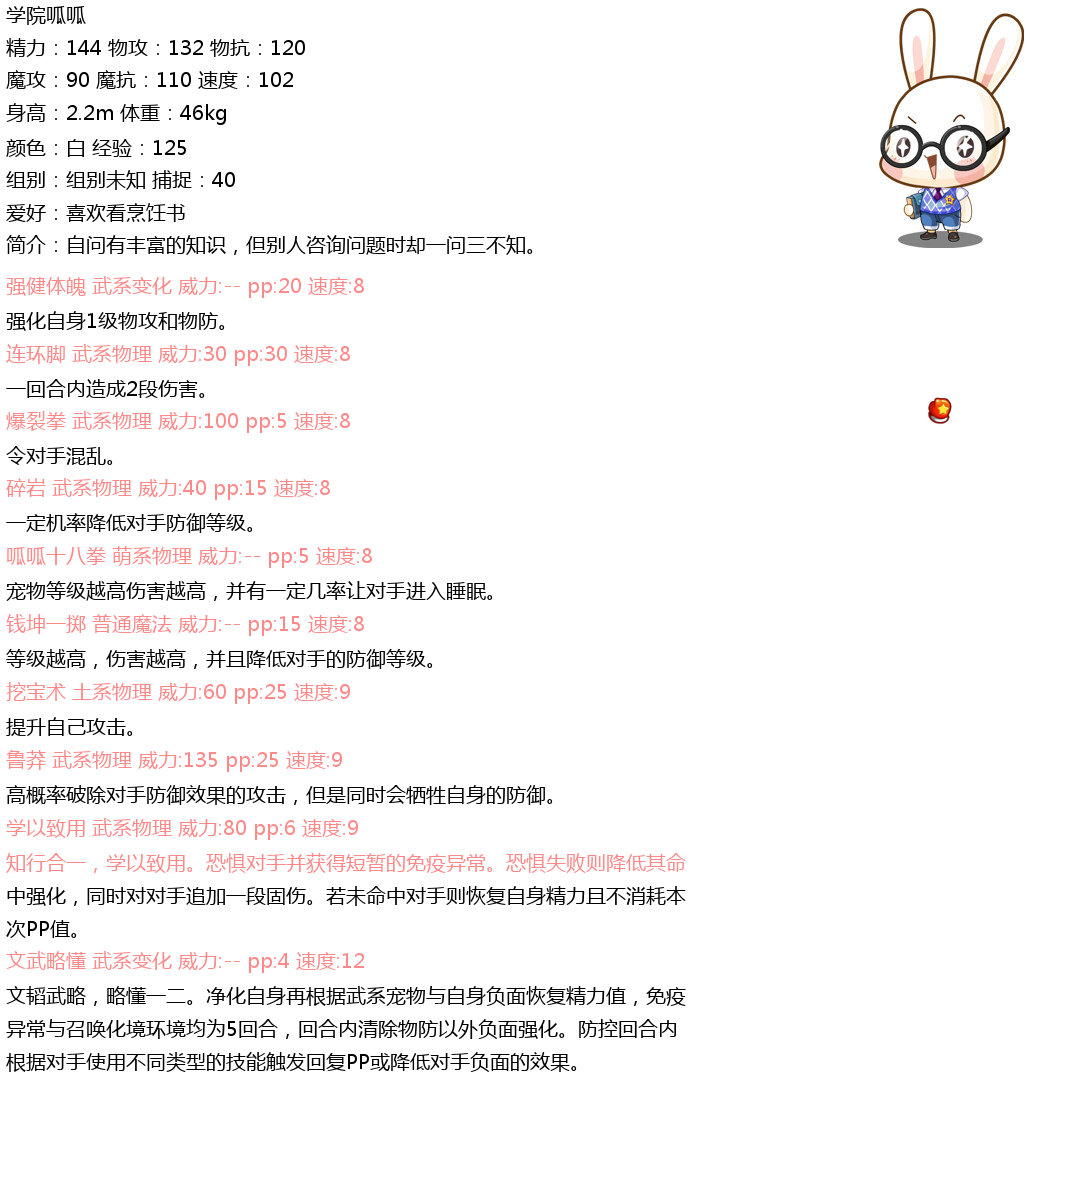 学院呱呱
精力：144 物攻：132 物抗：120
魔攻：90 魔抗：110 速度：102
身高：2.2m 体重：46kg
颜色：白 经验：125
组别：组别未知 捕捉：40
爱好：喜欢看烹饪书
简介：自问有丰富的知识，但别人咨询问题时却一问三不知。
强健体魄 武系变化 威力:-- pp:20 速度:8
强化自身1级物攻和物防。
连环脚 武系物理 威力:30 pp:30 速度:8
一回合内造成2段伤害。
爆裂拳 武系物理 威力:100 pp:5 速度:8
令对手混乱。
碎岩 武系物理 威力:40 pp:15 速度:8
一定机率降低对手防御等级。
呱呱十八拳 萌系物理 威力:-- pp:5 速度:8
宠物等级越高伤害越高，并有一定几率让对手进入睡眠。
钱坤一掷 普通魔法 威力:-- pp:15 速度:8
等级越高，伤害越高，并且降低对手的防御等级。
挖宝术 土系物理 威力:60 pp:25 速度:9
提升自己攻击。
鲁莽 武系物理 威力:135 pp:25 速度:9
高概率破除对手防御效果的攻击，但是同时会牺牲自身的防御。
学以致用 武系物理 威力:80 pp:6 速度:9
知行合一，学以致用。恐惧对手并获得短暂的免疫异常。恐惧失败则降低其命
中强化，同时对对手追加一段固伤。若未命中对手则恢复自身精力且不消耗本
次PP值。
文武略懂 武系变化 威力:-- pp:4 速度:12
文韬武略，略懂一二。净化自身再根据武系宠物与自身负面恢复精力值，免疫
异常与召唤化境环境均为5回合，回合内清除物防以外负面强化。防控回合内
根据对手使用不同类型的技能触发回复PP或降低对手负面的效果。